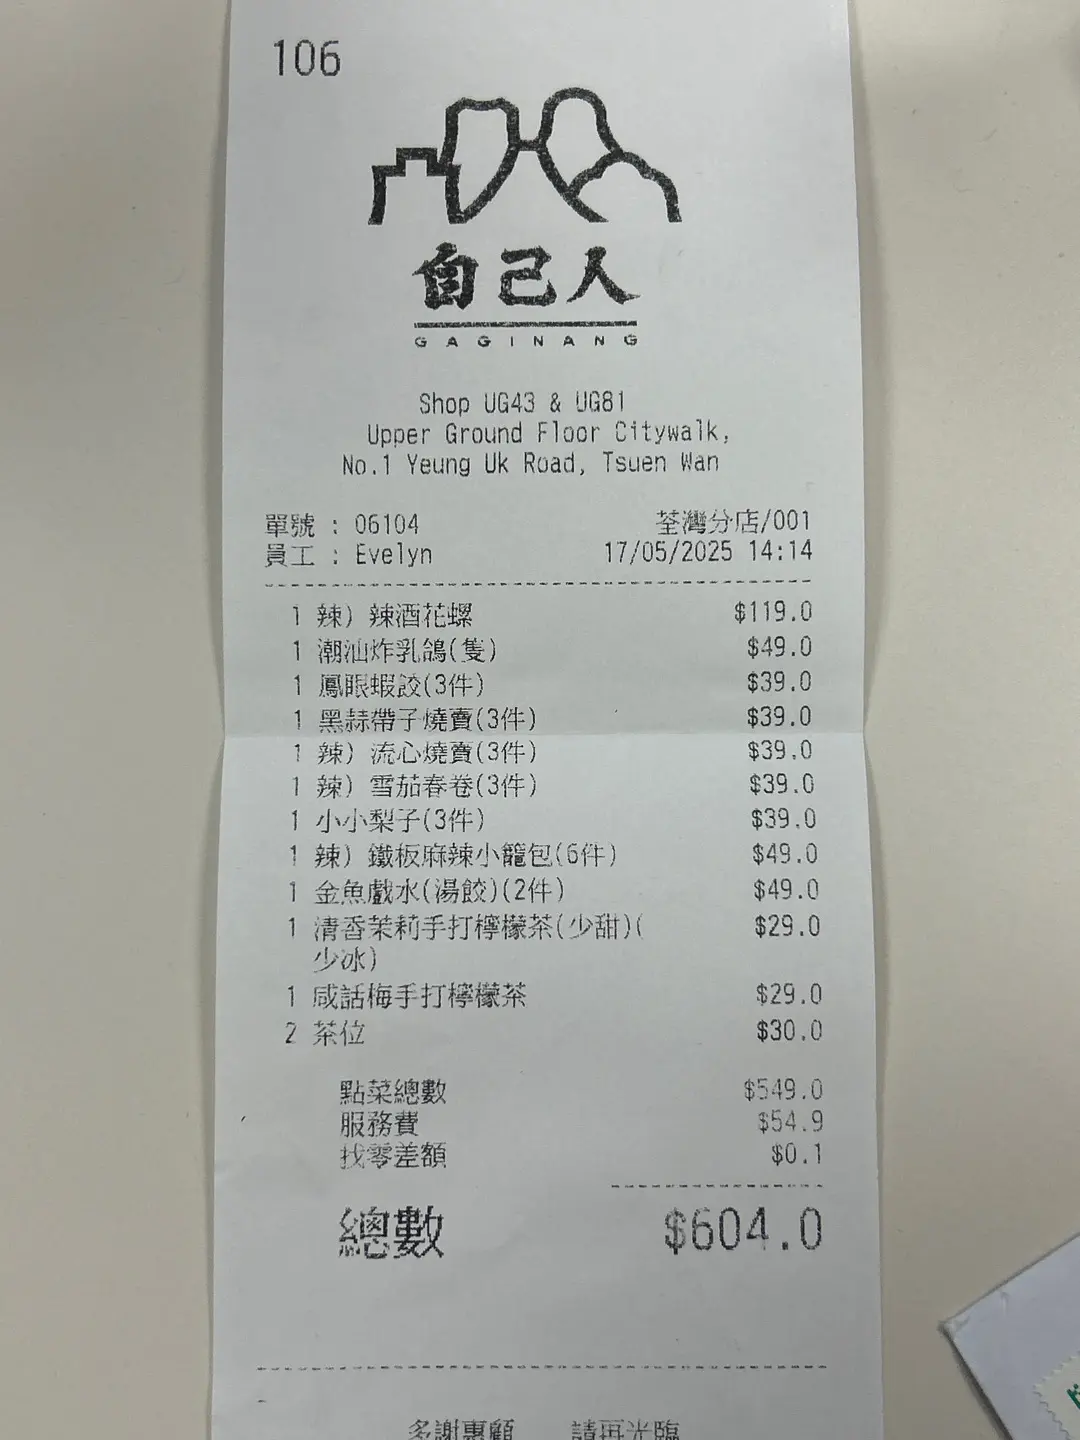 106
自己人
GAGINANG
Shop UG43 & UG81
Upper Ground Floor Citywalk,
No.1 Yeung Uk Road, Tsuen Wan
單號 : 06104 荃灣分店/001
員工 : Evelyn 17/05/2025 14:14
1 辣) 辣酒花螺 $119.0
1 潮汕炸乳鴿(隻) $49.0
1 鳳眼蝦餃(3件) $39.0
1 黑蒜帶子燒賣(3件) $39.0
1 辣) 流心燒賣(3件) $39.0
1 辣) 雪茄春卷(3件) $39.0
1 小小梨子(3件) $39.0
1 辣) 鐵板麻辣小籠包(6件) $49.0
1 金魚戲水(湯餃)(2件) $49.0
1 清香茉莉手打檸檬茶(少甜)( $29.0
少冰)
1 咸話梅手打檸檬茶 $29.0
2 茶位 $30.0
點菜總數 $549.0
服務費 $54.9
找零差額 $0.1
總數 $604.0
多謝惠顧 請再光臨